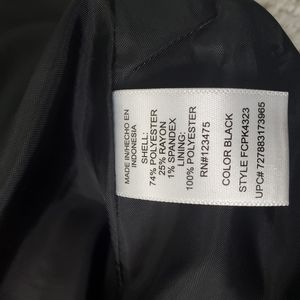 MADE IN/HECHO EN
INDONESIA
SHELL:
74% POLYESTER
25% RAYON
1% SPANDEX
LINING:
100% POLYESTER
RN#123475
COLOR BLACK
STYLE FCPK4323
UPC# 727883173965